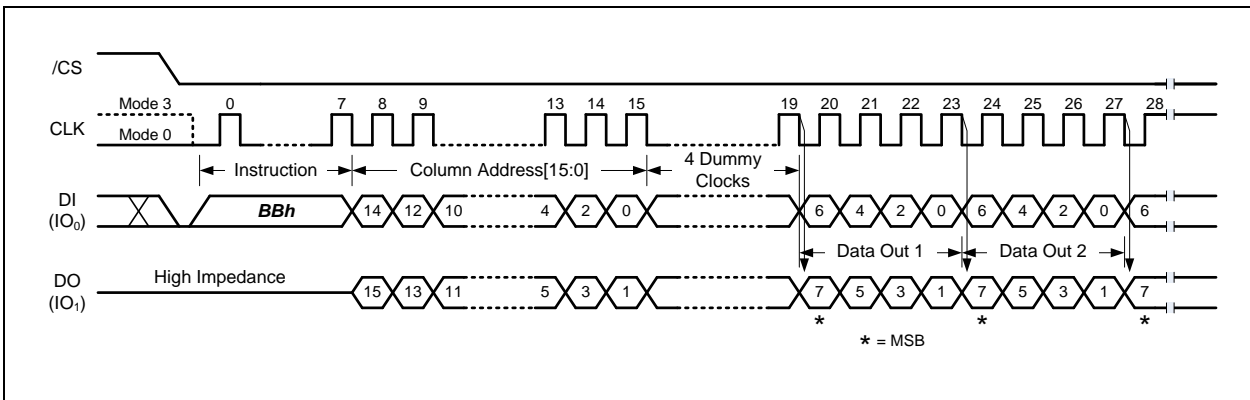 /CS
Mode 3 0 7 8 9 13 14 15 19 20 21 22 23 24 25 26 27 28
CLK
Mode 0
Instruction Column Address[15:0] 4 Dummy
Clocks
DI
(IO0)
BBh 14 12 10 4 2 0 6 4 2 0 6 4 2 0 6
Data Out 1 Data Out 2
DO
(IO1)
High Impedance
15 13 11 5 3 1 7 5 3 1 7 5 3 1 7
* * *
* = MSB